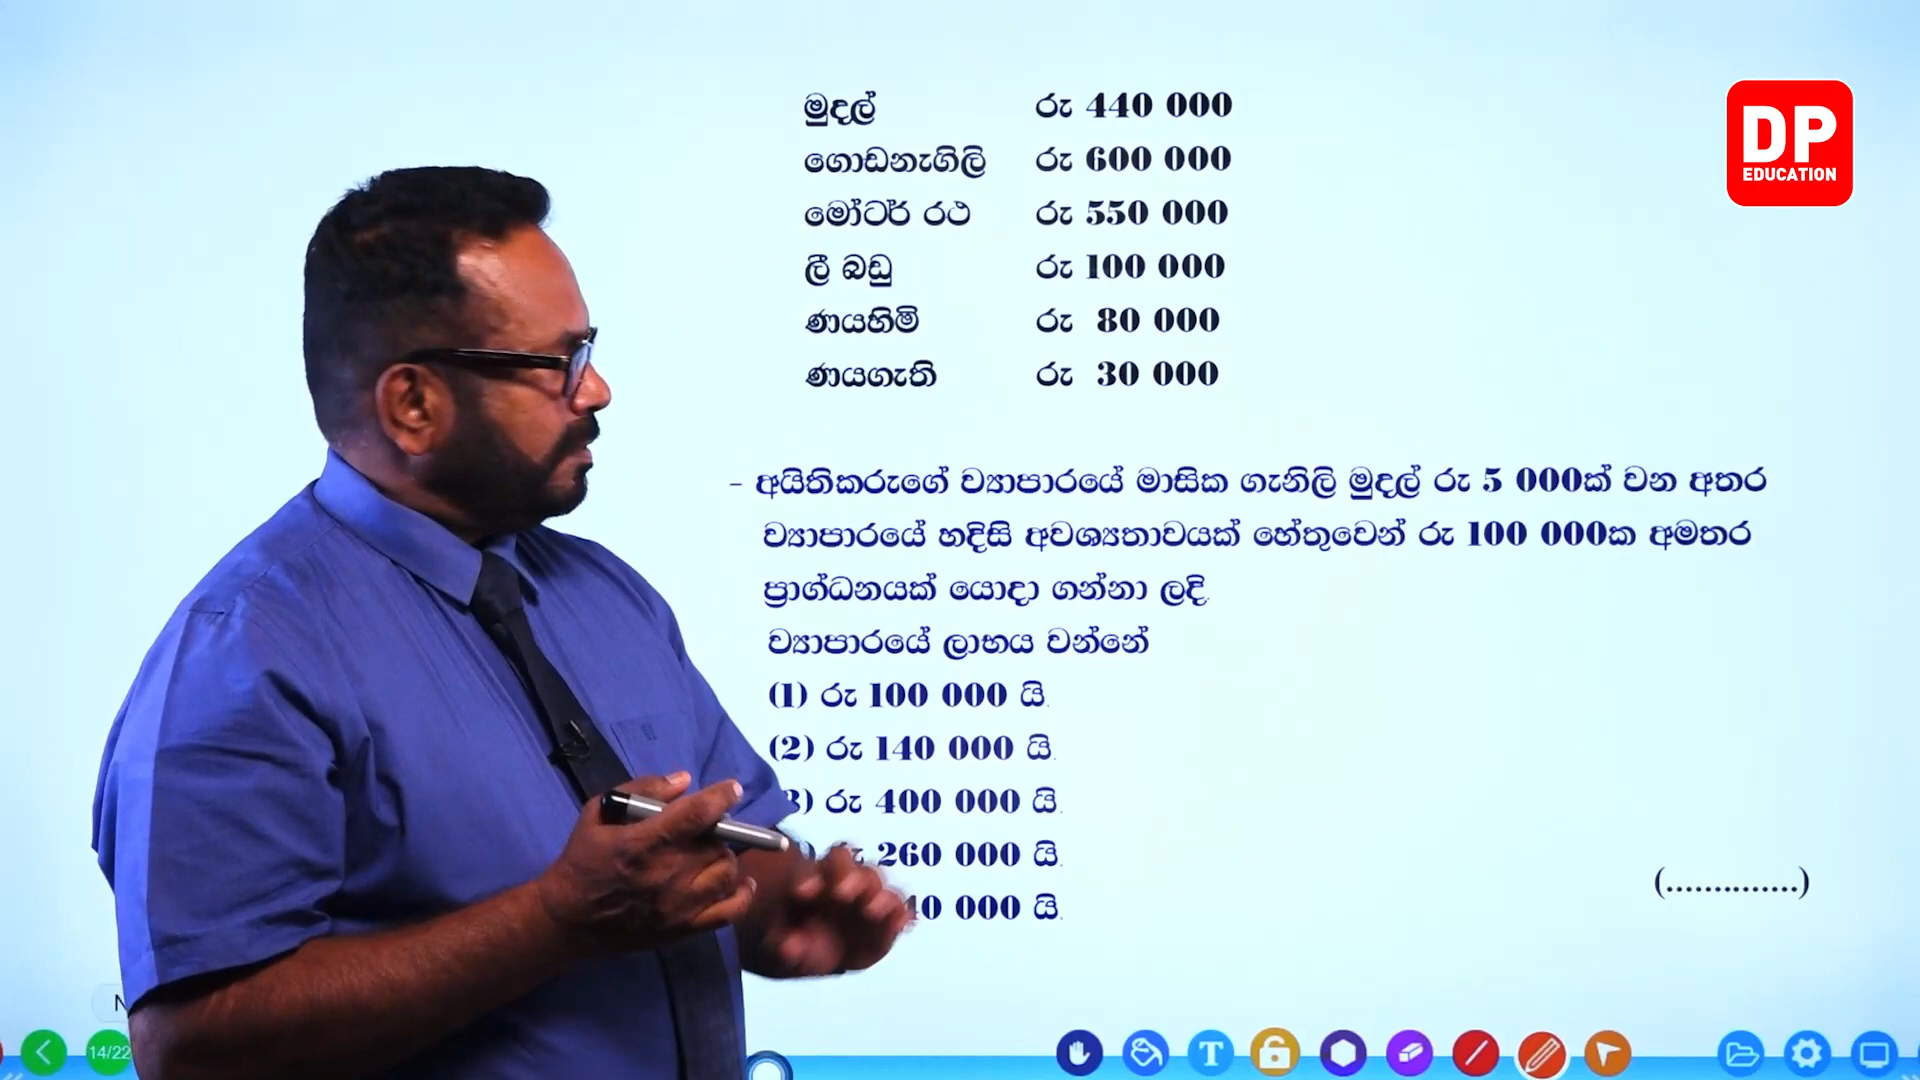 DP
EDUCATION
මුදල් රු 440 000
ගොඩනැගිලි රු 600 000
මෝටර් රථ රු 550 000
ලී බඩු රු 100 000
ණයහිමි රු 80 000
ණයගැති රු 30 000
- අයිතිකරුගේ ව්‍යාපාරයේ මාසික ගැනිලි මුදල් රු 5 000ක් වන අතර
ව්‍යාපාරයේ හදිසි අවශ්‍යතාවයක් හේතුවෙන් රු 100 000ක අමතර
ප්‍රාග්ධනයක් යොදා ගන්නා ලදි.
ව්‍යාපාරයේ ලාභය වන්නේ
(1) රු 100 000 යි.
(2) රු 140 000 යි.
3) රු 400 000 යි.
) රු 260 000 යි.
40 000 යි.
(..............)
N
14/22
T